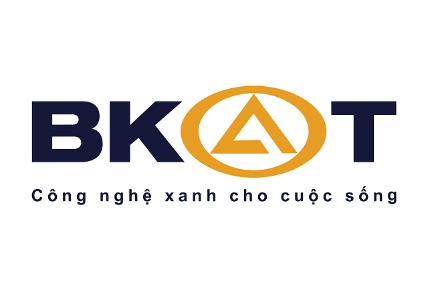 BKAT
Công nghệ xanh cho cuộc sống